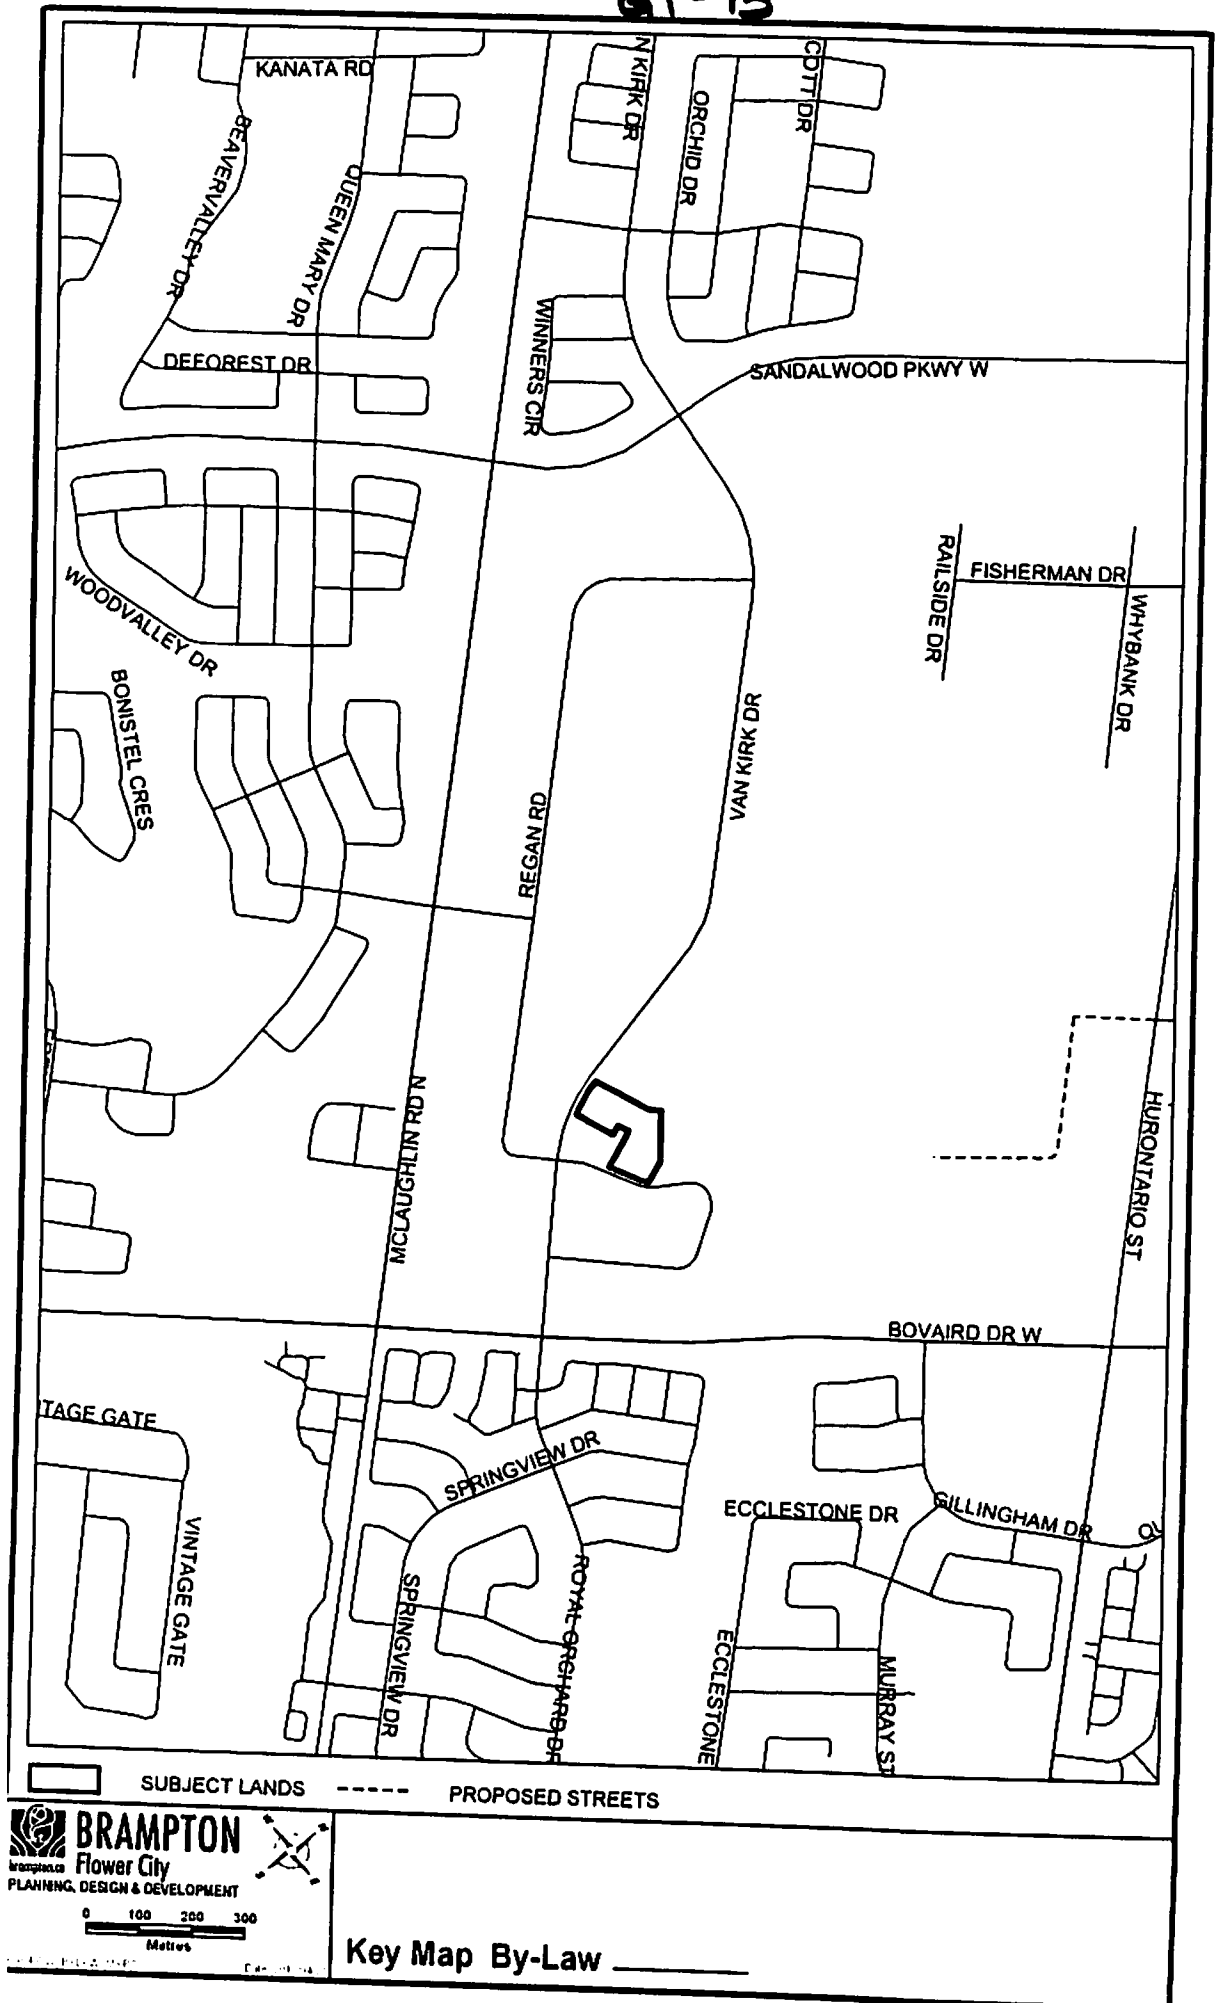 KANATA RD
BEAVERVALLEY DR
QUEEN MARY DR
N KIRK DR
ORCHID DR
COTT DR
WINNERS CIR
DEFOREST DR
SANDALWOOD PKWY W
WOODVALLEY DR
BONISTEL CRES
RAILSIDE DR
FISHERMAN DR
WHYBANK DR
VAN KIRK DR
REGAN RD
MCLAUGHLIN RD N
HURONTARIO ST
BOVAIRD DR W
TAGE GATE
VINTAGE GATE
SPRINGVIEW DR
SPRINGVIEW DR
ROYAL ORCHARD DR
ECCLESTONE DR
ECCLESTONE
GILLINGHAM DR
QU
MURRAY ST
SUBJECT LANDS
PROPOSED STREETS
BRAMPTON
brampton.ca Flower City
PLANNING, DESIGN & DEVELOPMENT
0 100 200 300
Metres
Key Map By-Law